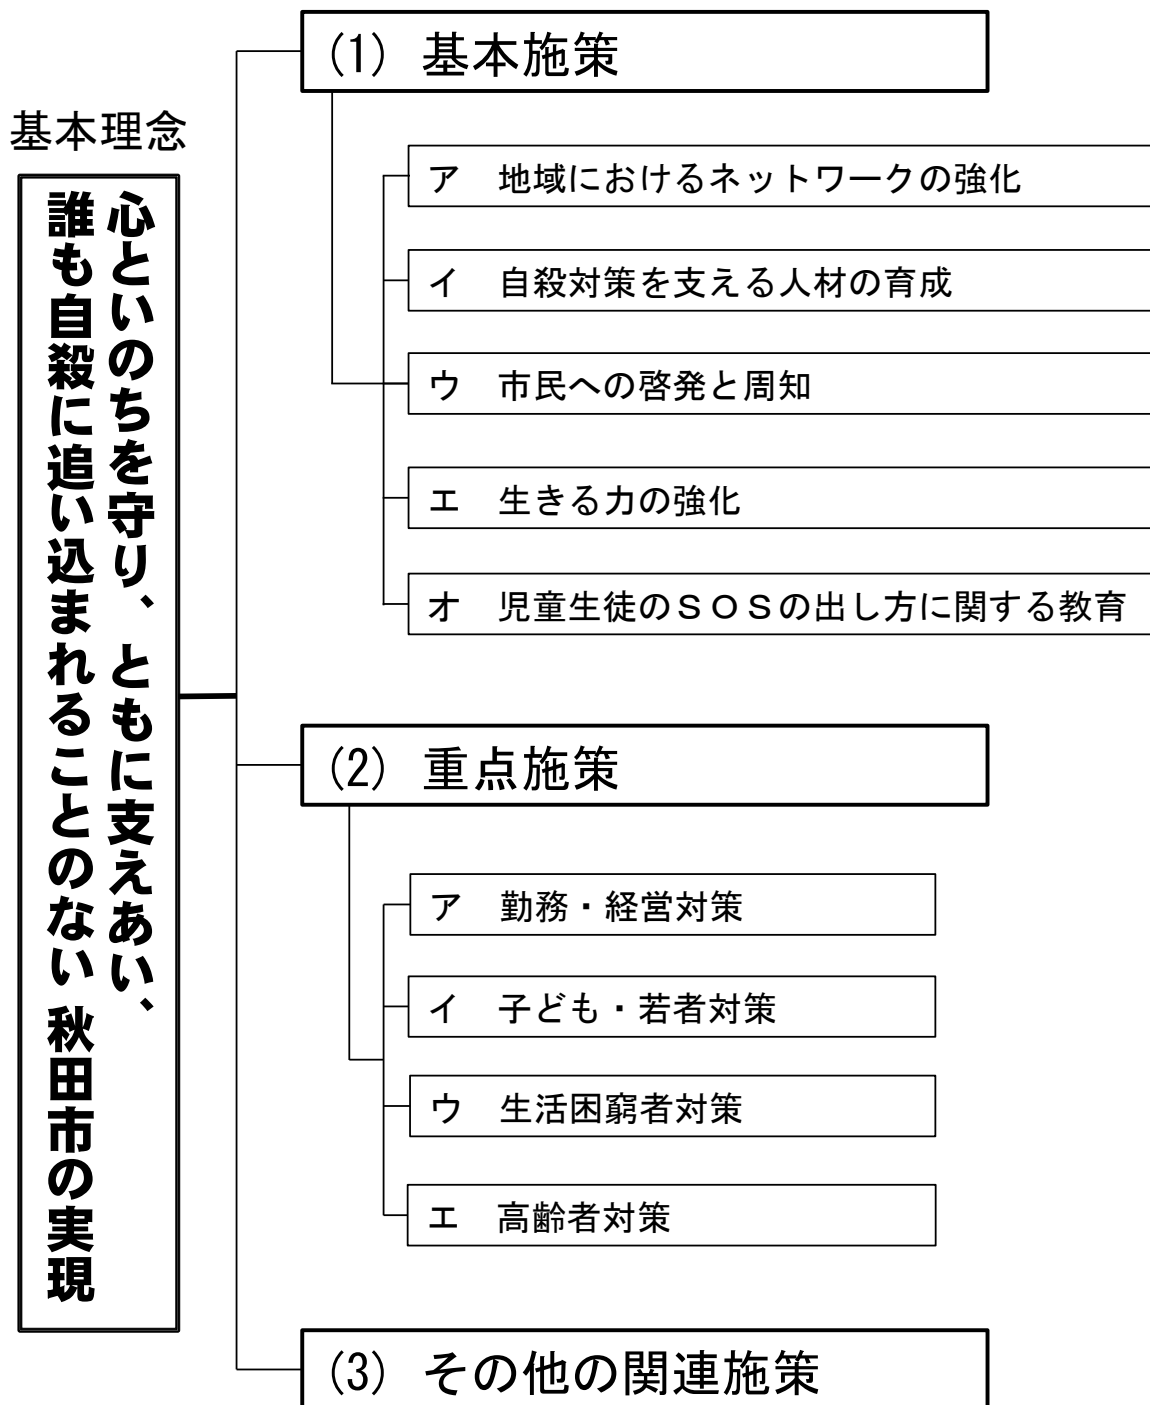 基本理念
心といのちを守り、ともに支えあい、
誰も自殺に追い込まれることのない 秋田市の実現
(1) 基本施策
ア 地域におけるネットワークの強化
イ 自殺対策を支える人材の育成
ウ 市民への啓発と周知
エ 生きる力の強化
オ 児童生徒のＳＯＳの出し方に関する教育
(2) 重点施策
ア 勤務・経営対策
イ 子ども・若者対策
ウ 生活困窮者対策
エ 高齢者対策
(3) その他の関連施策